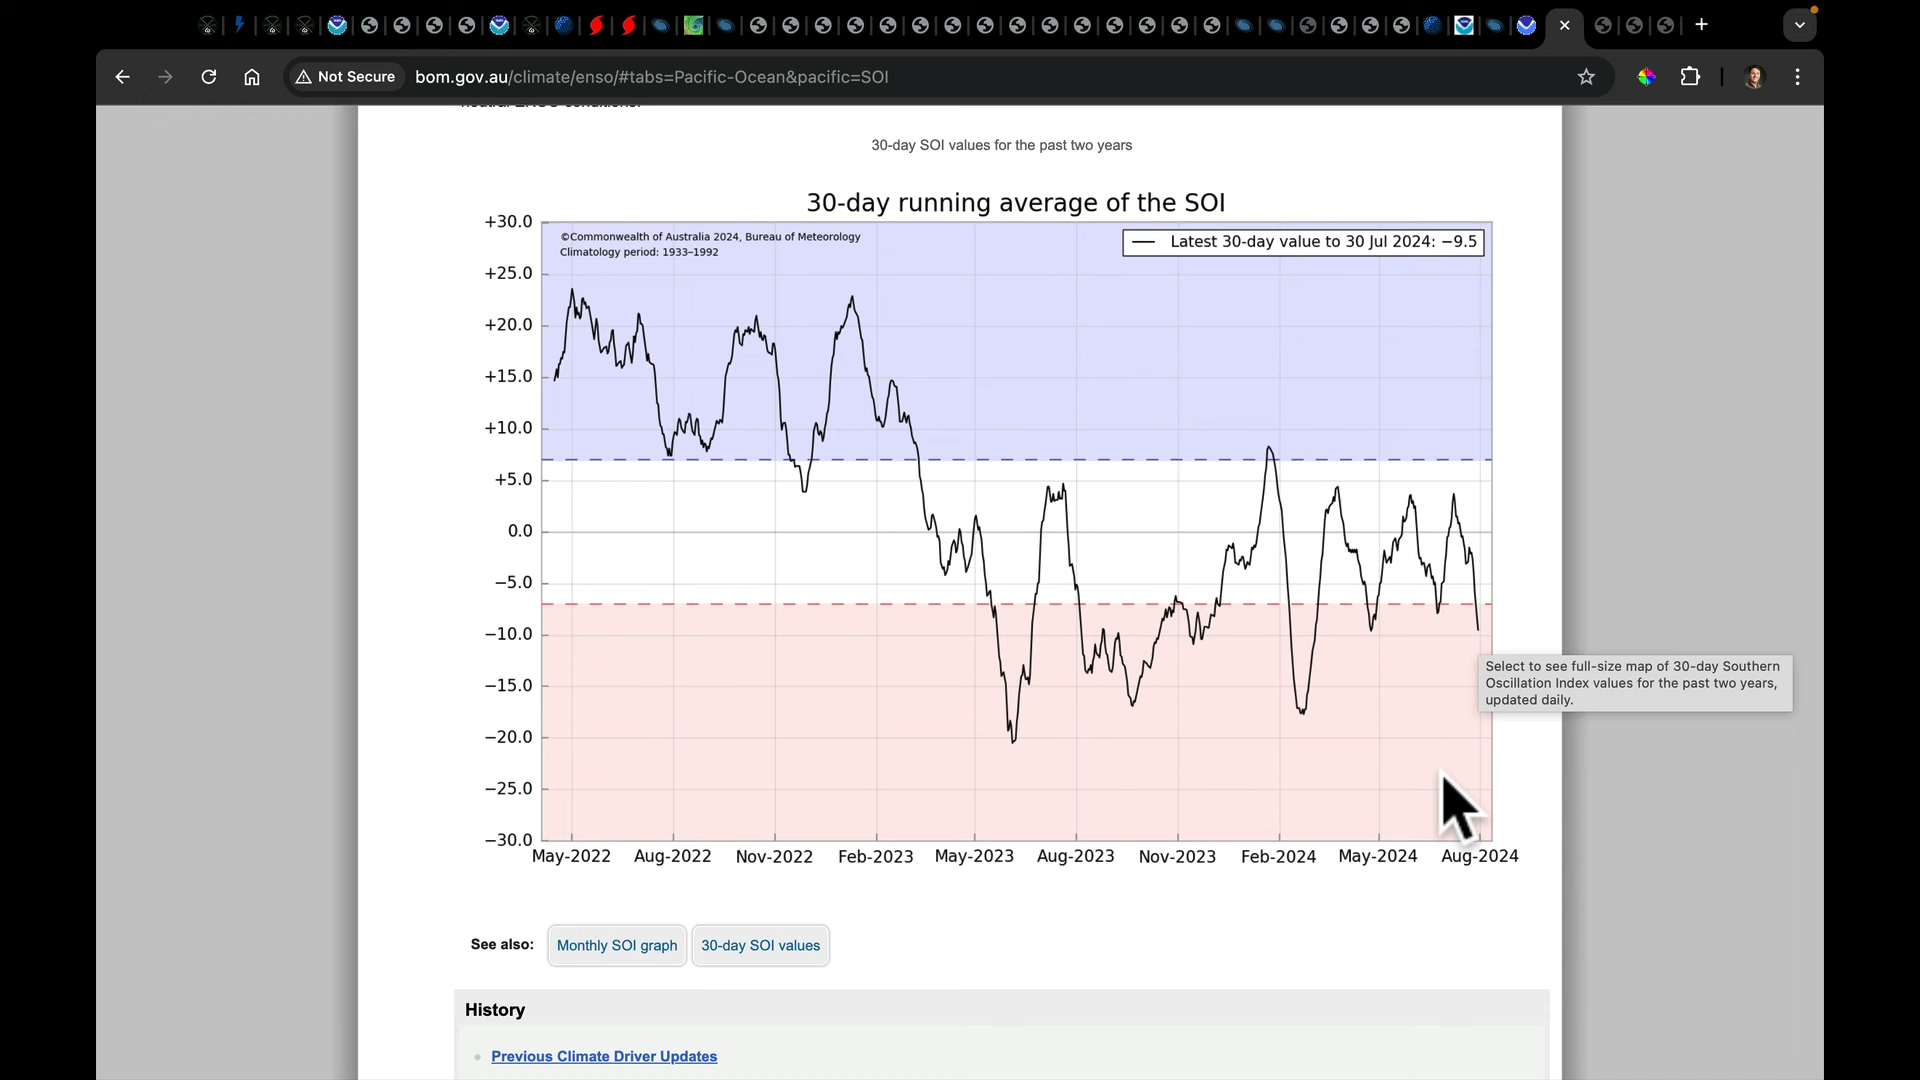 Not Secure
bom.gov.au/climate/enso/#tabs=Pacific-Ocean&pacific=SOI
neutral ENSO conditions.
30-day SOI values for the past two years
30-day running average of the SOI
+30.0
+25.0
+20.0
+15.0
+10.0
+5.0
0.0
−5.0
−10.0
−15.0
−20.0
−25.0
−30.0
©Commonwealth of Australia 2024, Bureau of Meteorology
Climatology period: 1933–1992
Latest 30-day value to 30 Jul 2024: −9.5
Select to see full-size map of 30-day Southern
Oscillation Index values for the past two years,
updated daily.
May-2022 Aug-2022 Nov-2022 Feb-2023 May-2023 Aug-2023 Nov-2023 Feb-2024 May-2024 Aug-2024
See also: Monthly SOI graph 30-day SOI values
History
Previous Climate Driver Updates